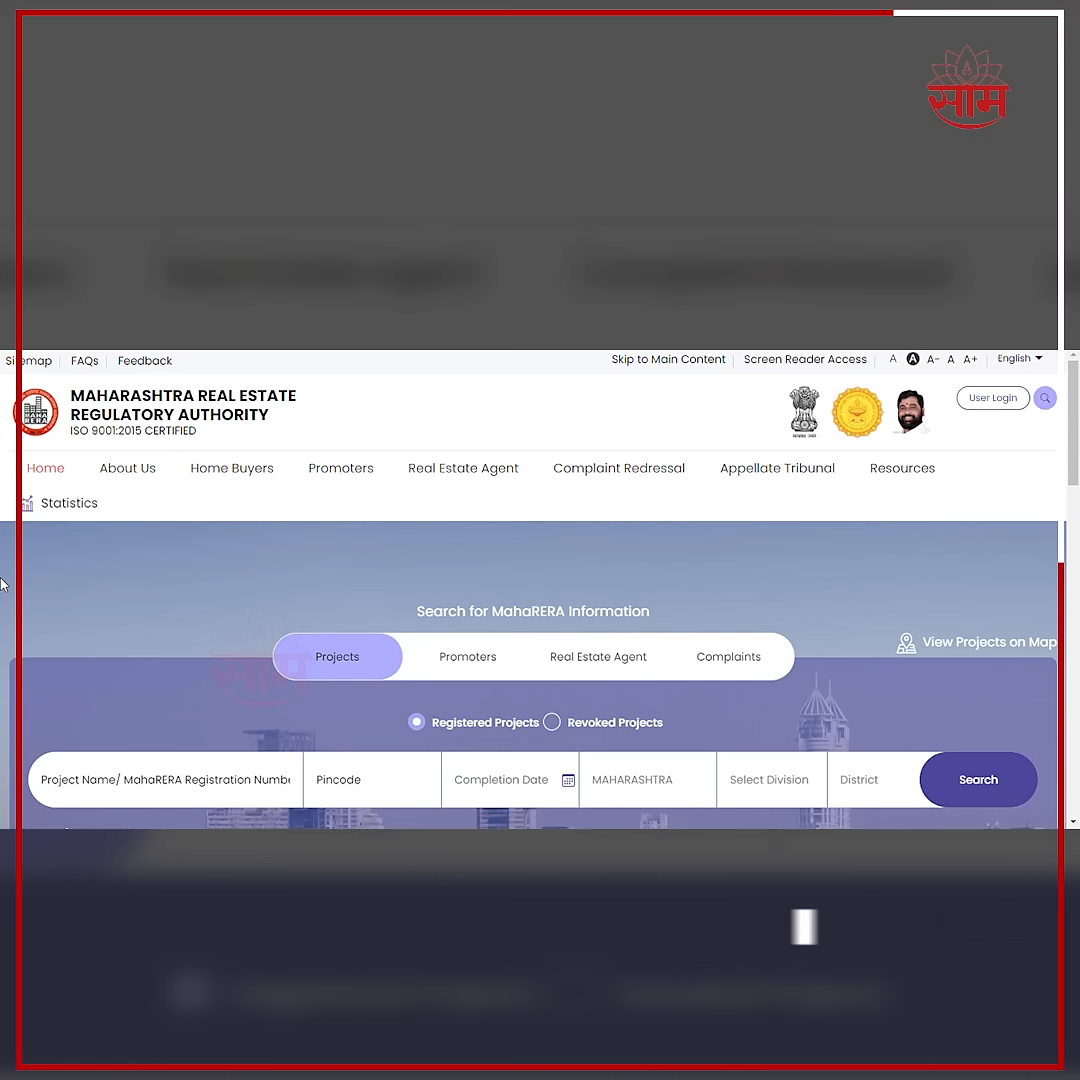 साम
Sitemap FAQs Feedback Skip to Main Content Screen Reader Access A A A- A A+ English
MAHARASHTRA REAL ESTATE
REGULATORY AUTHORITY
ISO 9001:2015 CERTIFIED
User Login
Home About Us Home Buyers Promoters Real Estate Agent Complaint Redressal Appellate Tribunal Resources
Statistics
Search for MahaRERA Information
View Projects on Map
Projects Promoters Real Estate Agent Complaints
साम
Registered Projects Revoked Projects
Project Name/ MahaRERA Registration Numbe Pincode Completion Date MAHARASHTRA Select Division District Search